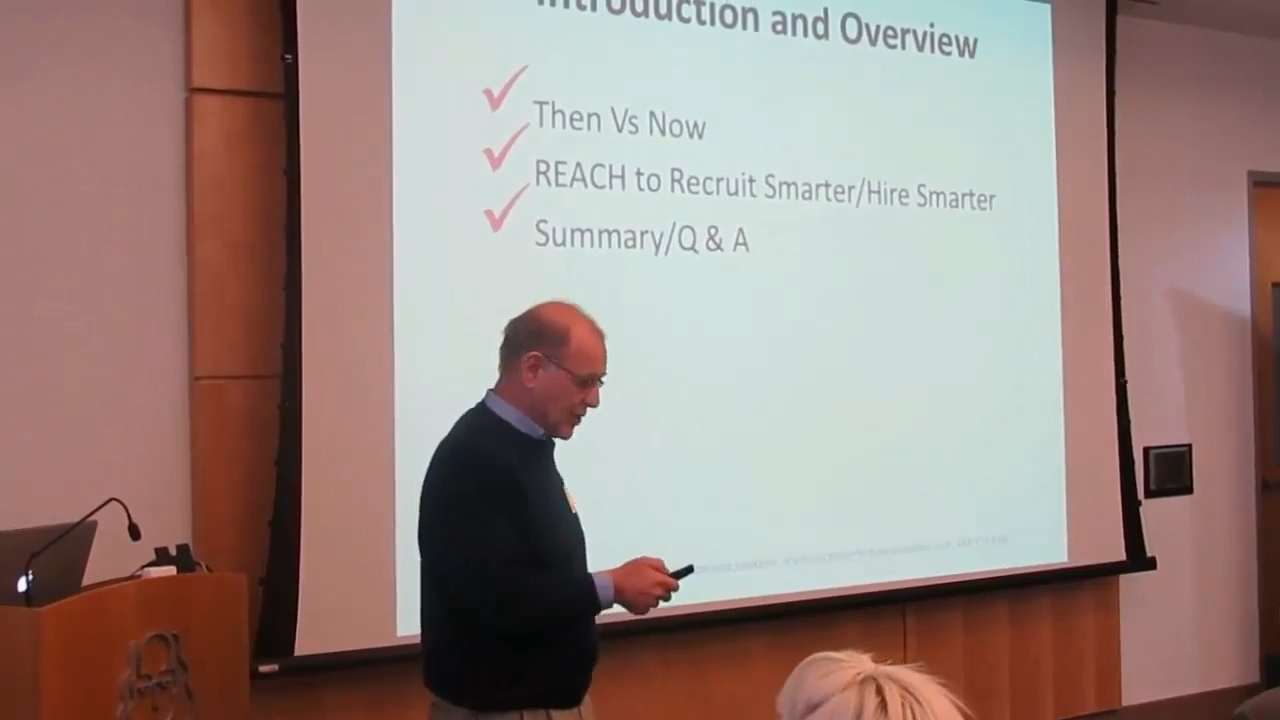 Introduction and Overview
Then Vs Now
REACH to Recruit Smarter/Hire Smarter
Summary/Q & A